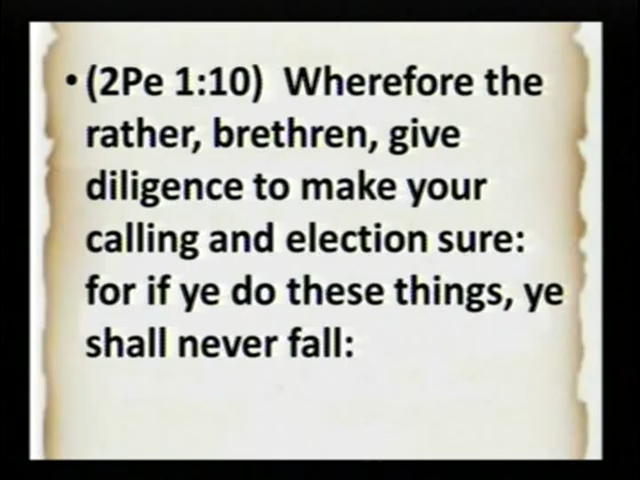 • (2Pe 1:10)  Wherefore the
rather, brethren, give
diligence to make your
calling and election sure:
for if ye do these things, ye
shall never fall: